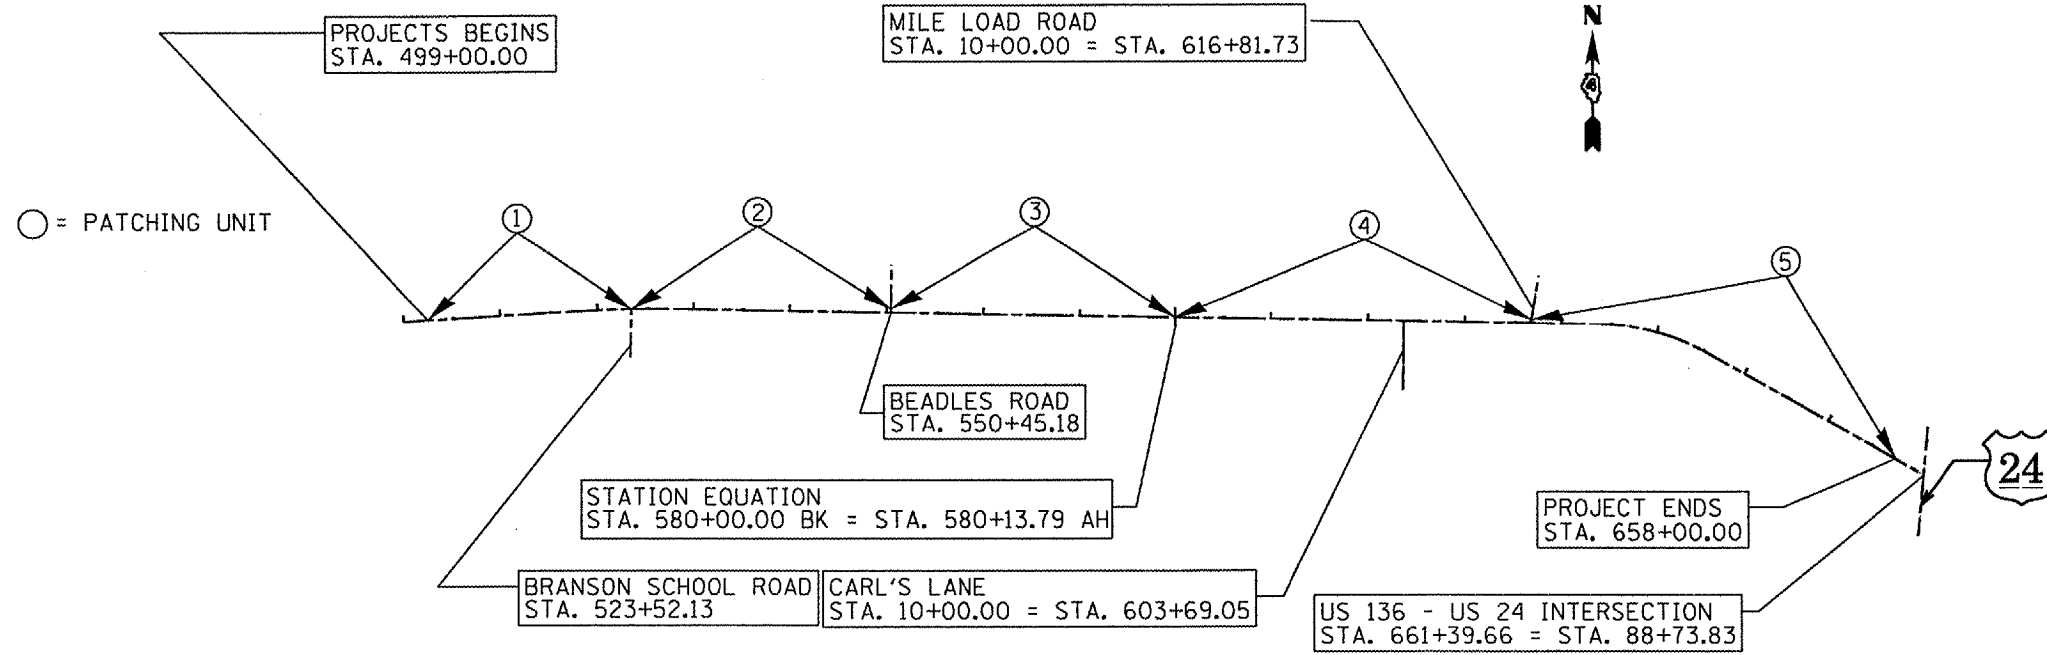 PROJECTS BEGINS
STA. 499+00.00
MILE LOAD ROAD
STA. 10+00.00 = STA. 616+81.73
N
= PATCHING UNIT
1
2
3
4
5
BEADLES ROAD
STA. 550+45.18
STATION EQUATION
STA. 580+00.00 BK = STA. 580+13.79 AH
24
PROJECT ENDS
STA. 658+00.00
BRANSON SCHOOL ROAD
STA. 523+52.13
CARL'S LANE
STA. 10+00.00 = STA. 603+69.05
US 136 - US 24 INTERSECTION
STA. 661+39.66 = STA. 88+73.83